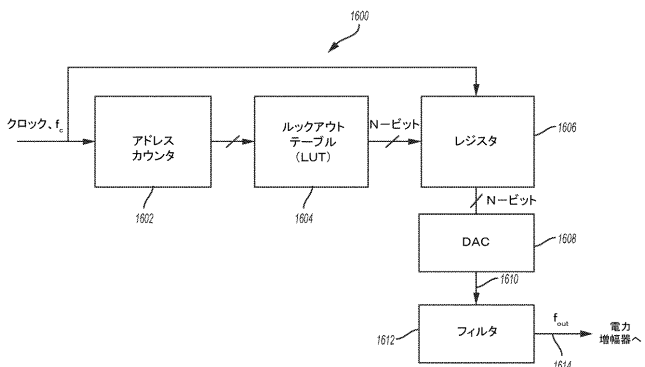 1600
クロック、fc
アドレス
カウンタ
1602
ルックアウト
テーブル
(LUT)
1604
N－ビット
レジスタ
1606
N－ビット
DAC
1608
1610
フィルタ
1612
fout
電力
増幅器へ
1614